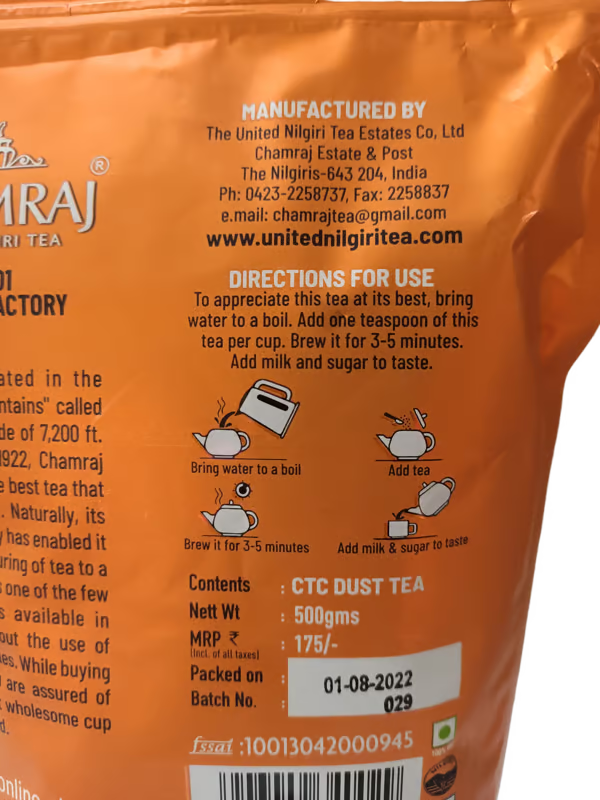 MRAJ ®
IRI TEA
01
ACTORY
ated in the
ntains" called
de of 7,200 ft.
1922, Chamraj
e best tea that
. Naturally, its
y has enabled it
uring of tea to a
s one of the few
s available in
out the use of
es. While buying
are assured of
wholesome cup
d.
online
MANUFACTURED BY
The United Nilgiri Tea Estates Co, Ltd
Chamraj Estate & Post
The Nilgiris-643 204, India
Ph: 0423-2258737, Fax: 2258837
e.mail: chamrajtea@gmail.com
www.unitednilgiritea.com
DIRECTIONS FOR USE
To appreciate this tea at its best, bring
water to a boil. Add one teaspoon of this
tea per cup. Brew it for 3-5 minutes.
Add milk and sugar to taste.
Bring water to a boil
Add tea
Brew it for 3-5 minutes
Add milk & sugar to taste
Contents : CTC DUST TEA
Nett Wt : 500gms
MRP ₹ : 175/-
(Incl. of all taxes)
Packed on : 01-08-2022
Batch No. : 029
fssai :10013042000945